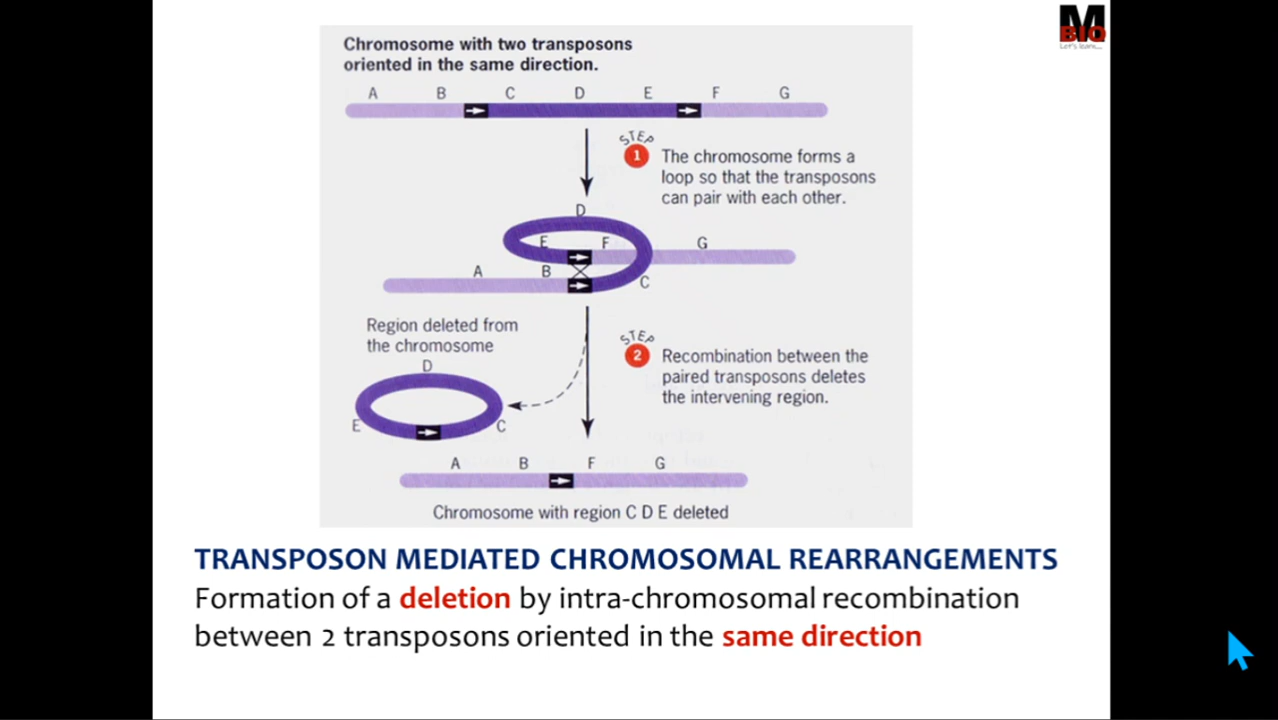 M
BIO
Let's learn....
Chromosome with two transposons
oriented in the same direction.
A B C D E F G
STEP
1
The chromosome forms a
loop so that the transposons
can pair with each other.
D
E F G
A B
C
Region deleted from
the chromosome
D
E C
STEP
2
Recombination between the
paired transposons deletes
the intervening region.
A B F G
Chromosome with region C D E deleted
TRANSPOSON MEDIATED CHROMOSOMAL REARRANGEMENTS
Formation of a deletion by intra-chromosomal recombination
between 2 transposons oriented in the same direction